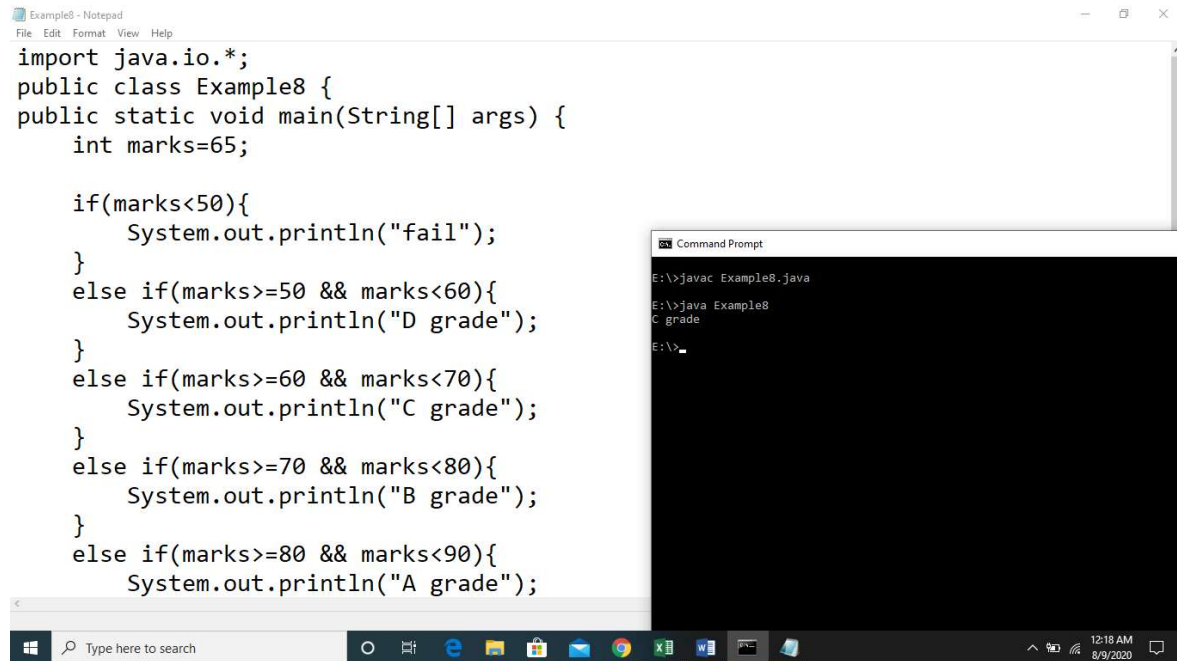 Example8 - Notepad
File Edit Format View Help
import java.io.*;
public class Example8 {
public static void main(String[] args) {
int marks=65;
if(marks<50){
System.out.println("fail");
}
else if(marks>=50 && marks<60){
System.out.println("D grade");
}
else if(marks>=60 && marks<70){
System.out.println("C grade");
}
else if(marks>=70 && marks<80){
System.out.println("B grade");
}
else if(marks>=80 && marks<90){
System.out.println("A grade");
Command Prompt
E:\>javac Example8.java
E:\>java Example8
C grade
E:\>
Type here to search
12:18 AM
8/9/2020